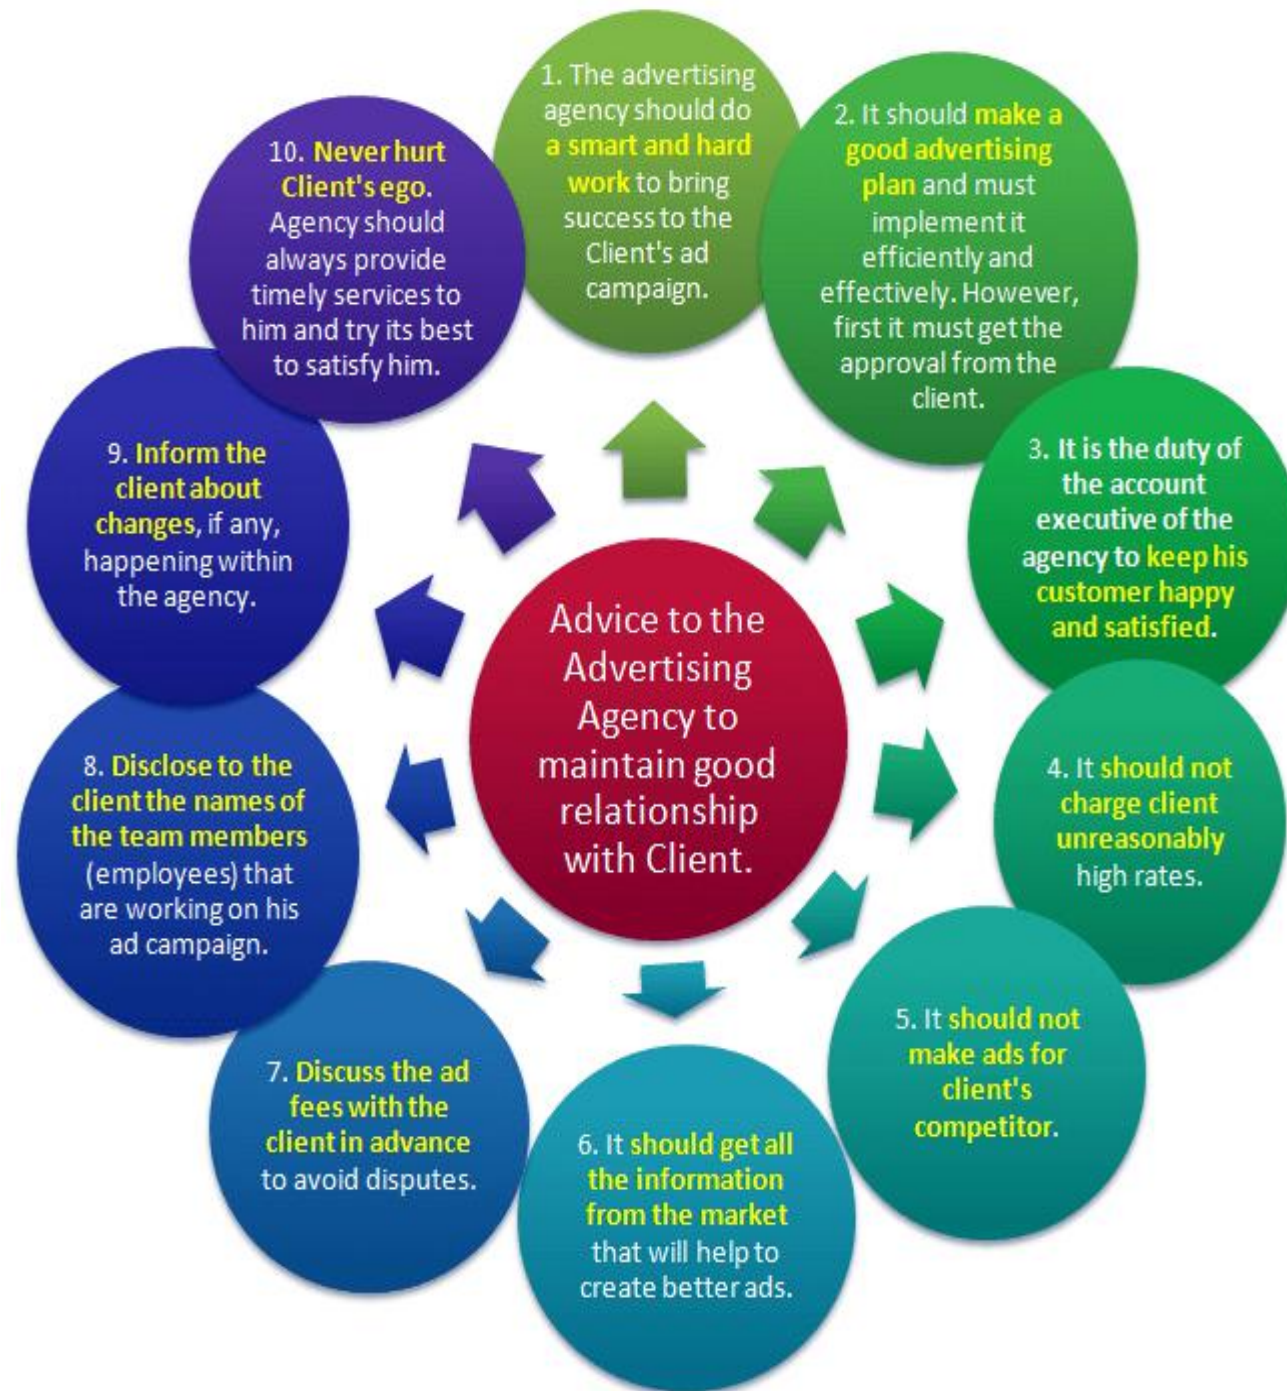 Advice to the
Advertising
Agency to
maintain good
relationship
with Client.
1. The advertising
agency should do
a smart and hard
work to bring
success to the
Client's ad
campaign.
2. It should make a
good advertising
plan and must
implement it
efficiently and
effectively. However,
first it must get the
approval from the
client.
3. It is the duty of
the account
executive of the
agency to keep his
customer happy
and satisfied.
4. It should not
charge client
unreasonably
high rates.
5. It should not
make ads for
client's
competitor.
6. It should get all
the information
from the market
that will help to
create better ads.
7. Discuss the ad
fees with the
client in advance
to avoid disputes.
8. Disclose to the
client the names of
the team members
(employees) that
are working on his
ad campaign.
9. Inform the
client about
changes, if any,
happening within
the agency.
10. Never hurt
Client's ego.
Agency should
always provide
timely services to
him and try its best
to satisfy him.